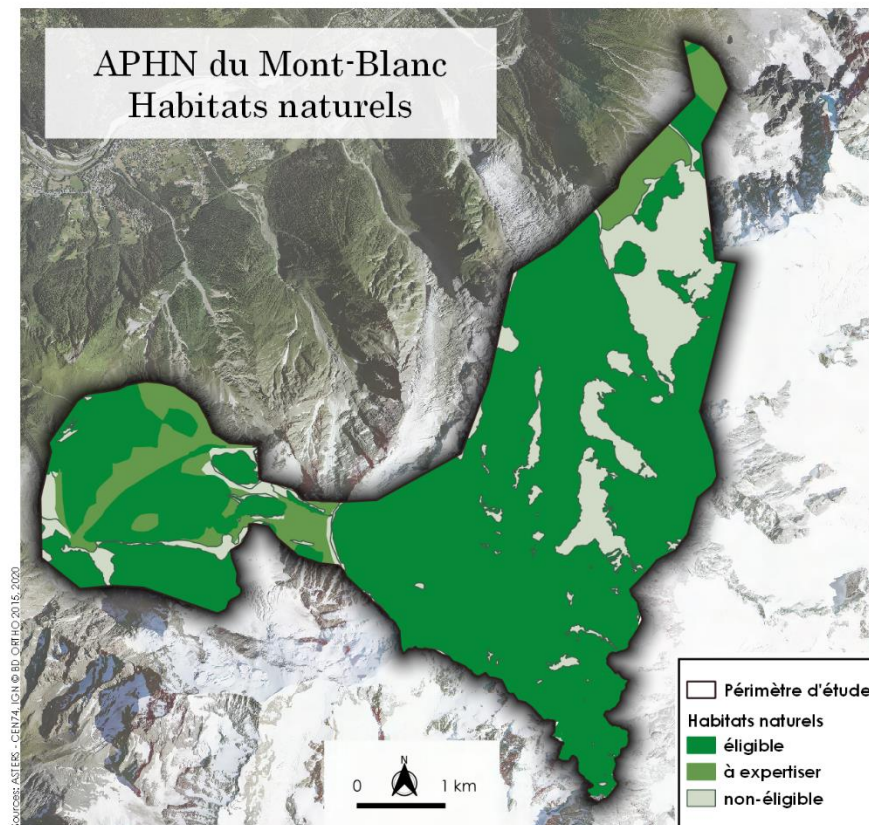 APHN du Mont-Blanc
Habitats naturels
Sources: ASTERS - CEN74, IGN © BD ORTHO 2015, 2020
N
0 1 km
Périmètre d'étude
Habitats naturels
éligible
à expertiser
non-éligible